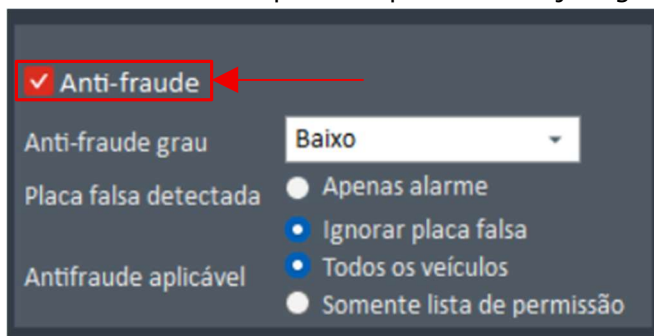 Anti-fraude
Anti-fraude grau Baixo
Placa falsa detectada Apenas alarme
Ignorar placa falsa
Antifraude aplicável Todos os veículos
Somente lista de permissão